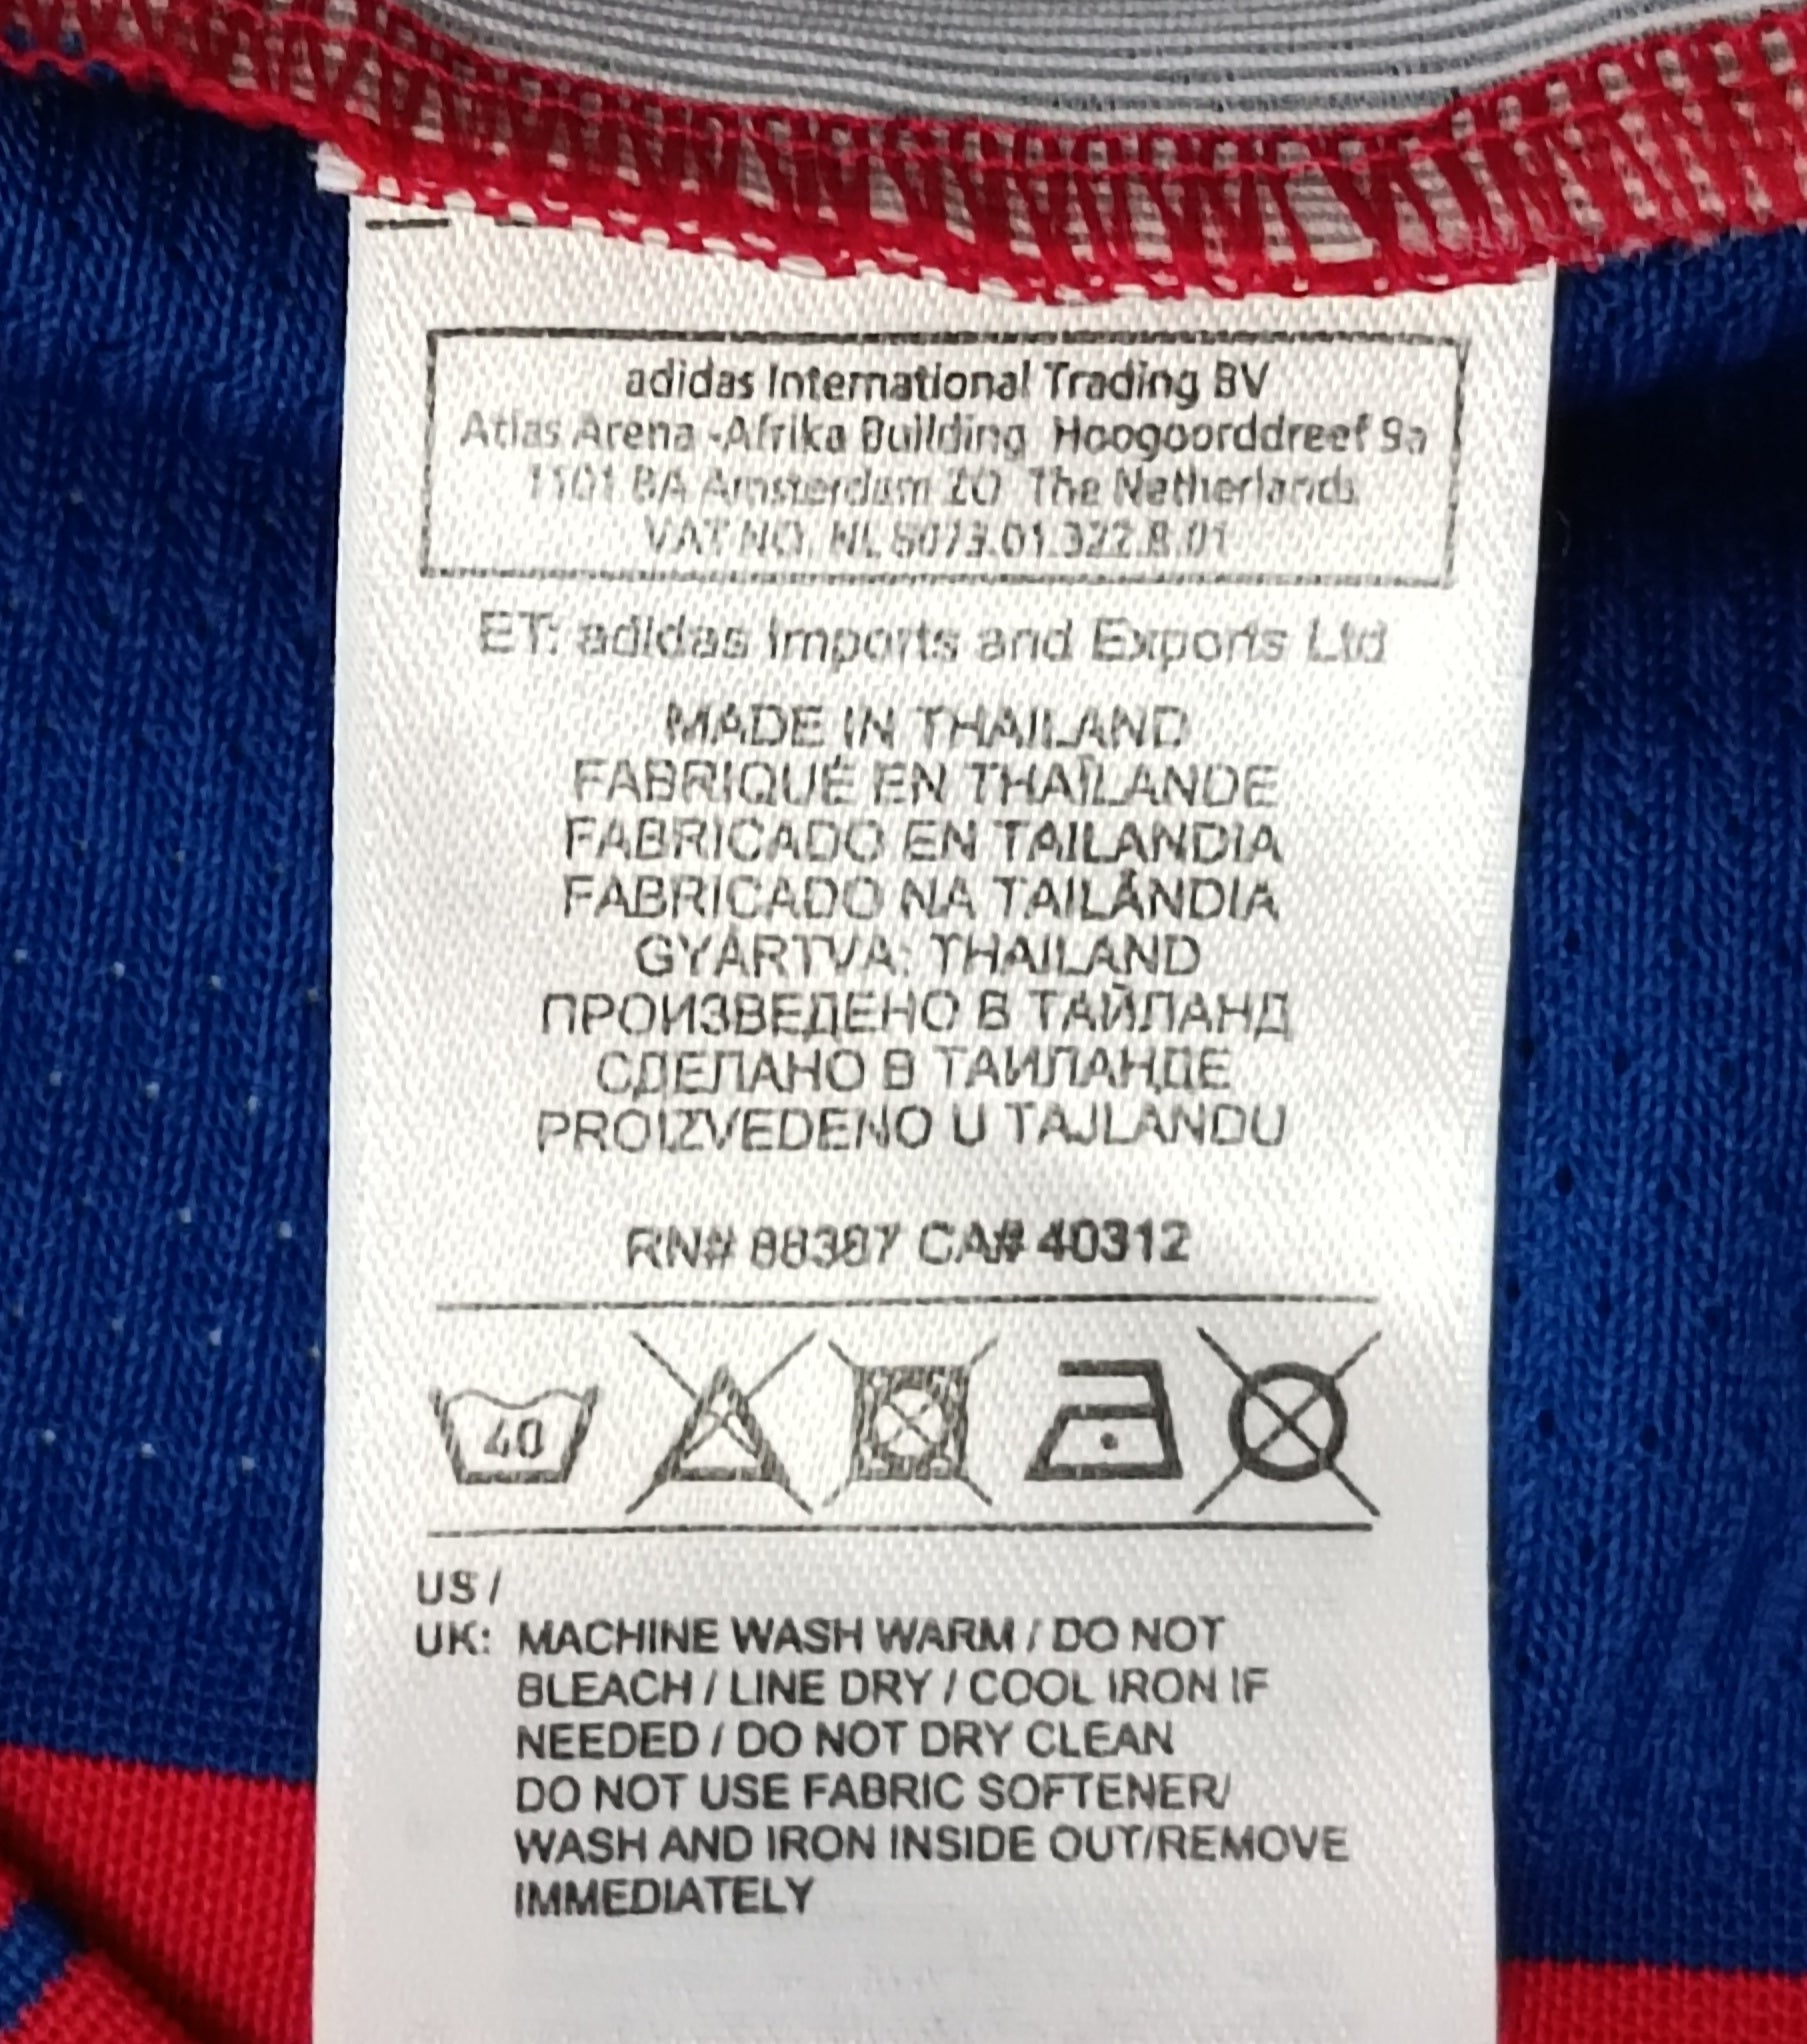 adidas International Trading BV
Atlas Arena -Afrika Building Hoogoorddreef 9a
1101 BA Amsterdam ZO The Netherlands
VAT NO. NL 8073.01.322.B.01
ET: adidas Imports and Exports Ltd
MADE IN THAILAND
FABRIQUÉ EN THAÏLANDE
FABRICADO EN TAILANDIA
FABRICADO NA TAILÂNDIA
GYÁRTVA: THAILAND
ПРОИЗВЕДЕНО В ТАЙЛАНД
СДЕЛАНО В ТАИЛАНДЕ
PROIZVEDENO U TAJLANDU
RN# 88387 CA# 40312
40
US /
UK: MACHINE WASH WARM / DO NOT
BLEACH / LINE DRY / COOL IRON IF
NEEDED / DO NOT DRY CLEAN
DO NOT USE FABRIC SOFTENER/
WASH AND IRON INSIDE OUT/REMOVE
IMMEDIATELY